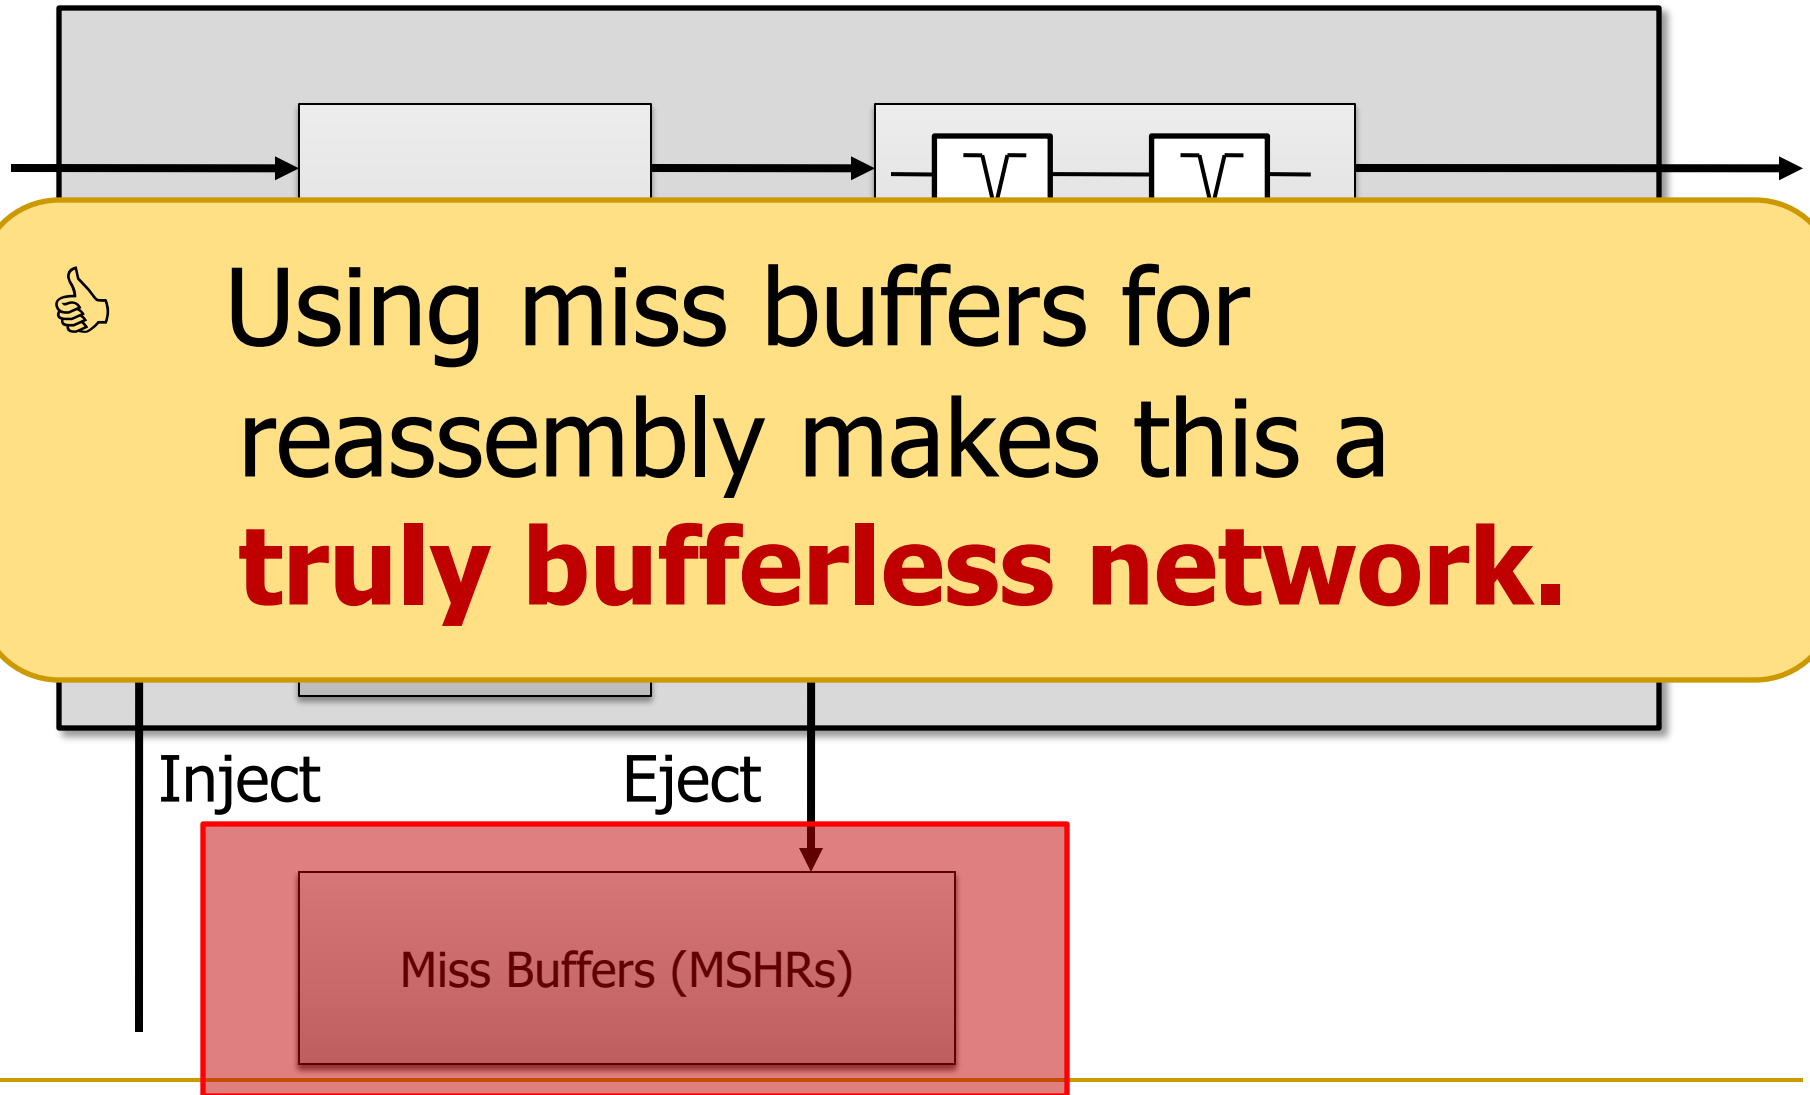 👍 Using miss buffers for
reassembly makes this a
truly bufferless network.
Inject Eject
Miss Buffers (MSHRs)